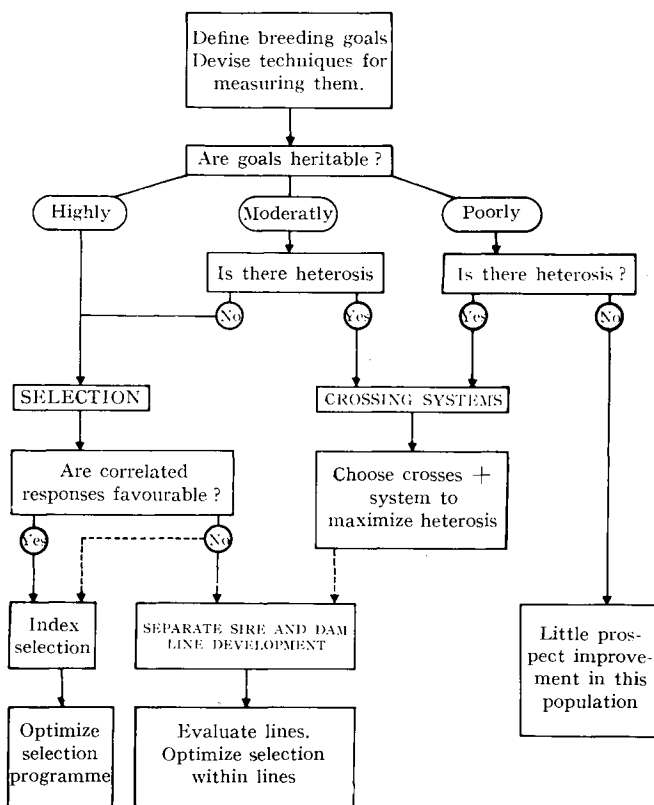 Define breeding goals
Devise techniques for
measuring them.
Are goals heritable ?
Highly
Moderatly
Poorly
Is there heterosis
Is there heterosis ?
No
Yes
Yes
No
SELECTION
CROSSING SYSTEMS
Are correlated
responses favourable ?
Choose crosses +
system to
maximize heterosis
Yes
No
Index
selection
SEPARATE SIRE AND DAM
LINE DEVELOPMENT
Little pros-
pect improve-
ment in this
population
Optimize
selection
programme
Evaluate lines.
Optimize selection
within lines